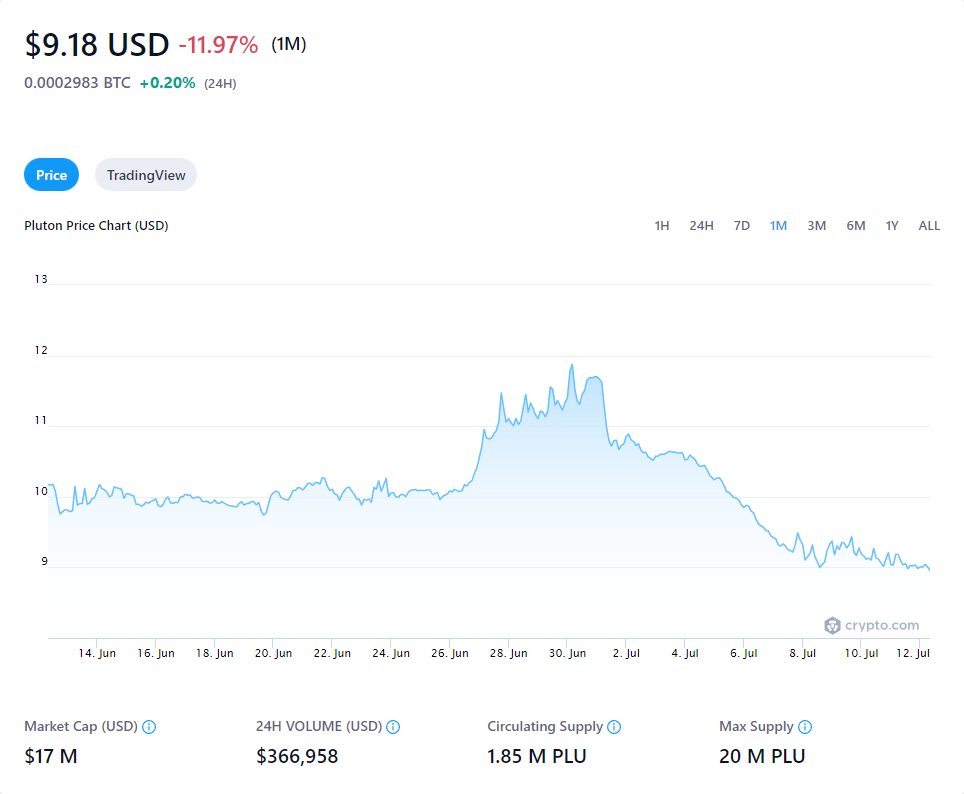 $9.18 USD -11.97% (1M)
0.0002983 BTC +0.20% (24H)
Price TradingView
Pluton Price Chart (USD) 1H 24H 7D 1M 3M 6M 1Y ALL
13
12
11
10
9
crypto.com
14. Jun 16. Jun 18. Jun 20. Jun 22. Jun 24. Jun 26. Jun 28. Jun 30. Jun 2. Jul 4. Jul 6. Jul 8. Jul 10. Jul 12. Jul
Market Cap (USD) 24H VOLUME (USD) Circulating Supply Max Supply
$17 M $366,958 1.85 M PLU 20 M PLU